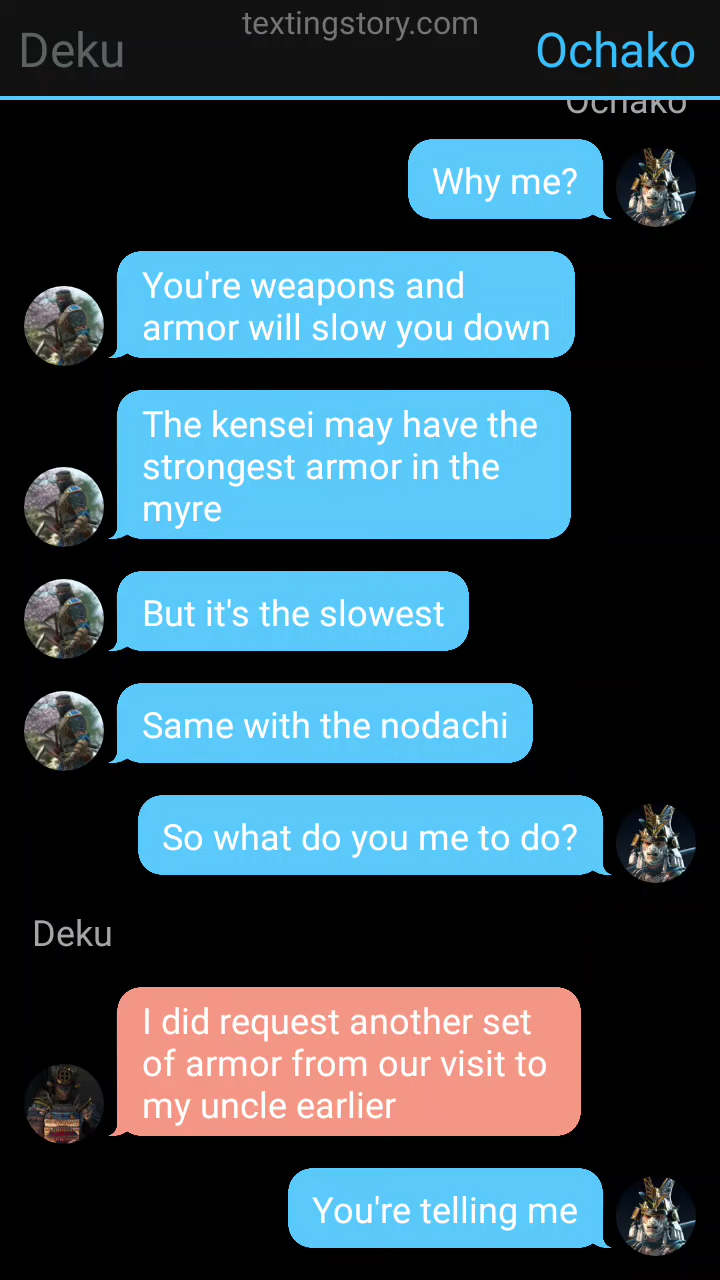 textingstory.com
Deku
Ochako
Ochako
Why me?
You're weapons and
armor will slow you down
The kensei may have the
strongest armor in the
myre
But it's the slowest
Same with the nodachi
So what do you me to do?
Deku
I did request another set
of armor from our visit to
my uncle earlier
You're telling me